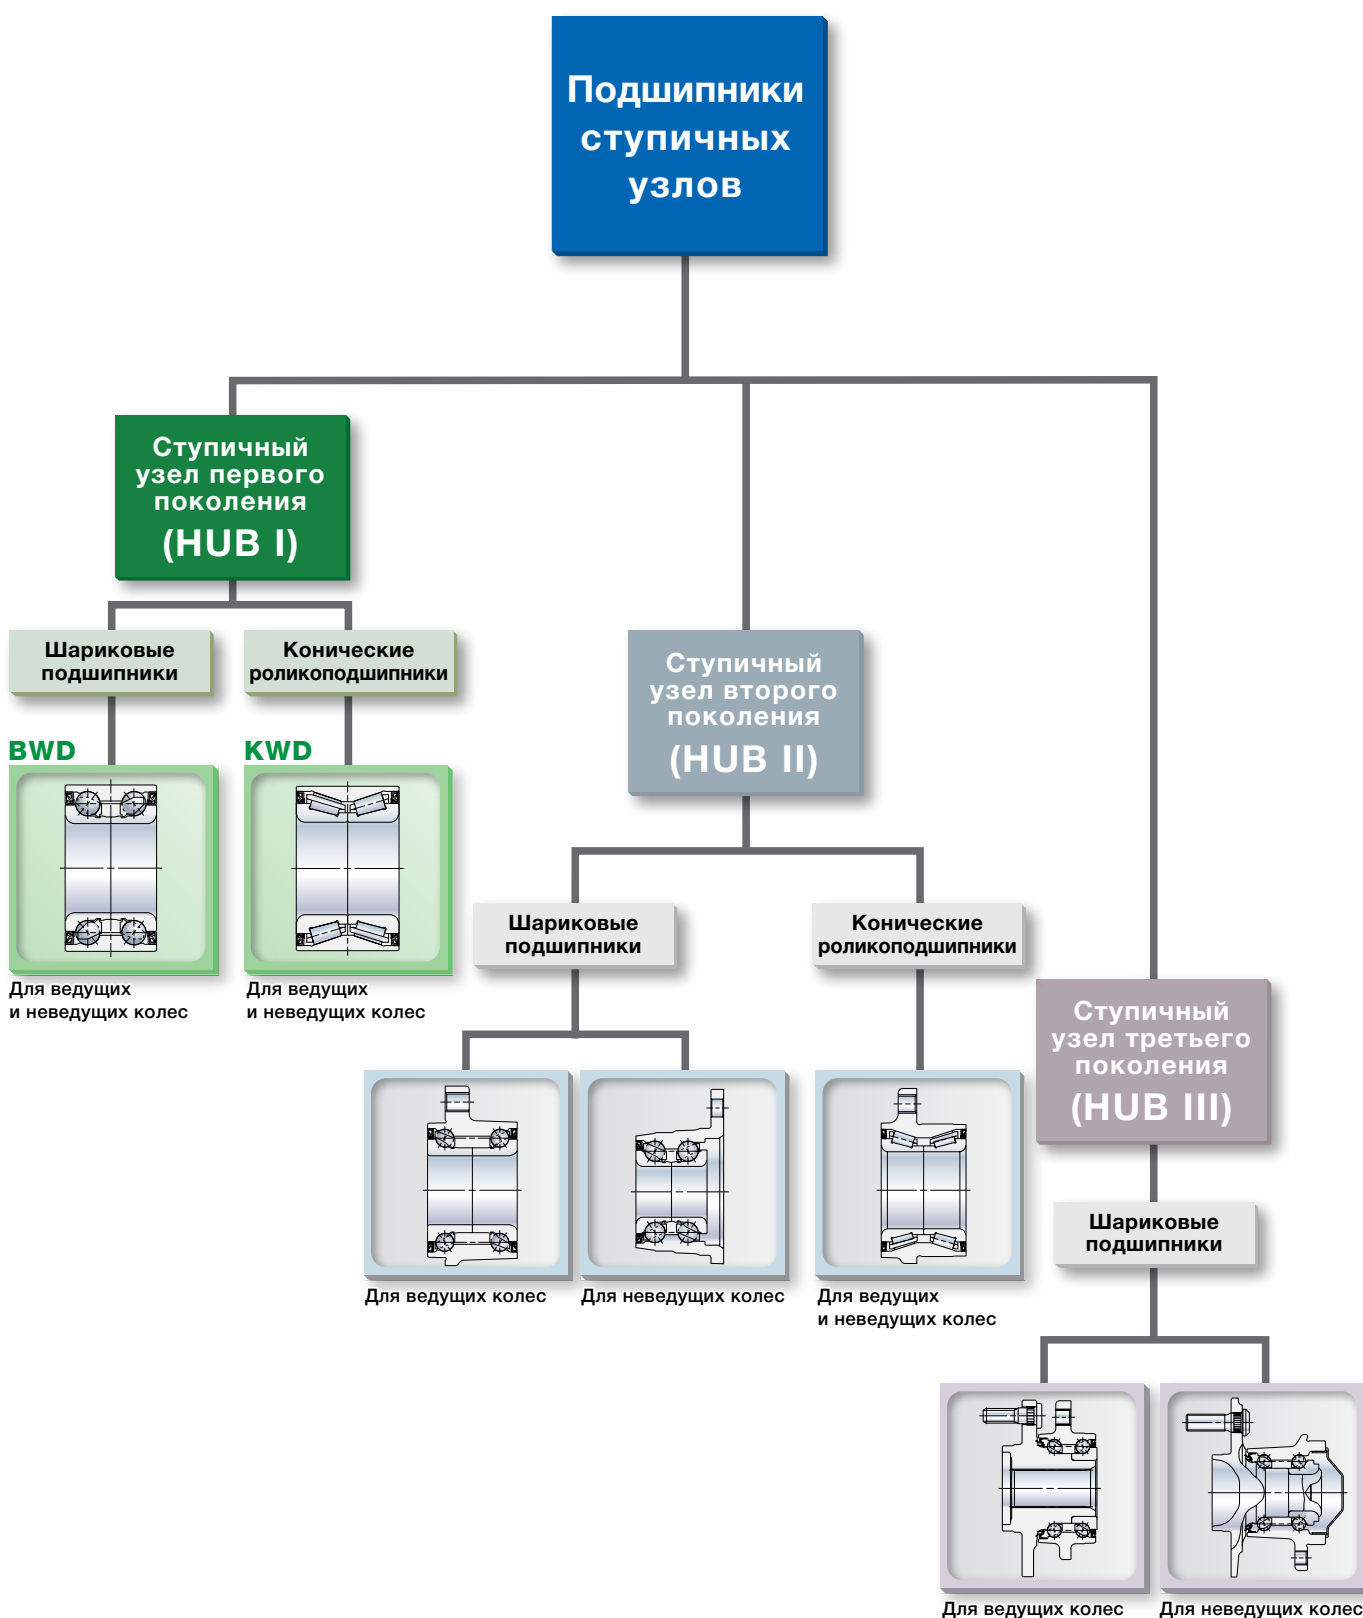 Подшипники
ступичных
узлов
Ступичный
узел первого
поколения
(HUB I)
Шариковые
подшипники
Конические
роликоподшипники
BWD
KWD
Для ведущих
и неведущих колес
Для ведущих
и неведущих колес
Ступичный
узел второго
поколения
(HUB II)
Шариковые
подшипники
Конические
роликоподшипники
Для ведущих колес
Для неведущих колес
Для ведущих
и неведущих колес
Ступичный
узел третьего
поколения
(HUB III)
Шариковые
подшипники
Для ведущих колес
Для неведущих колес